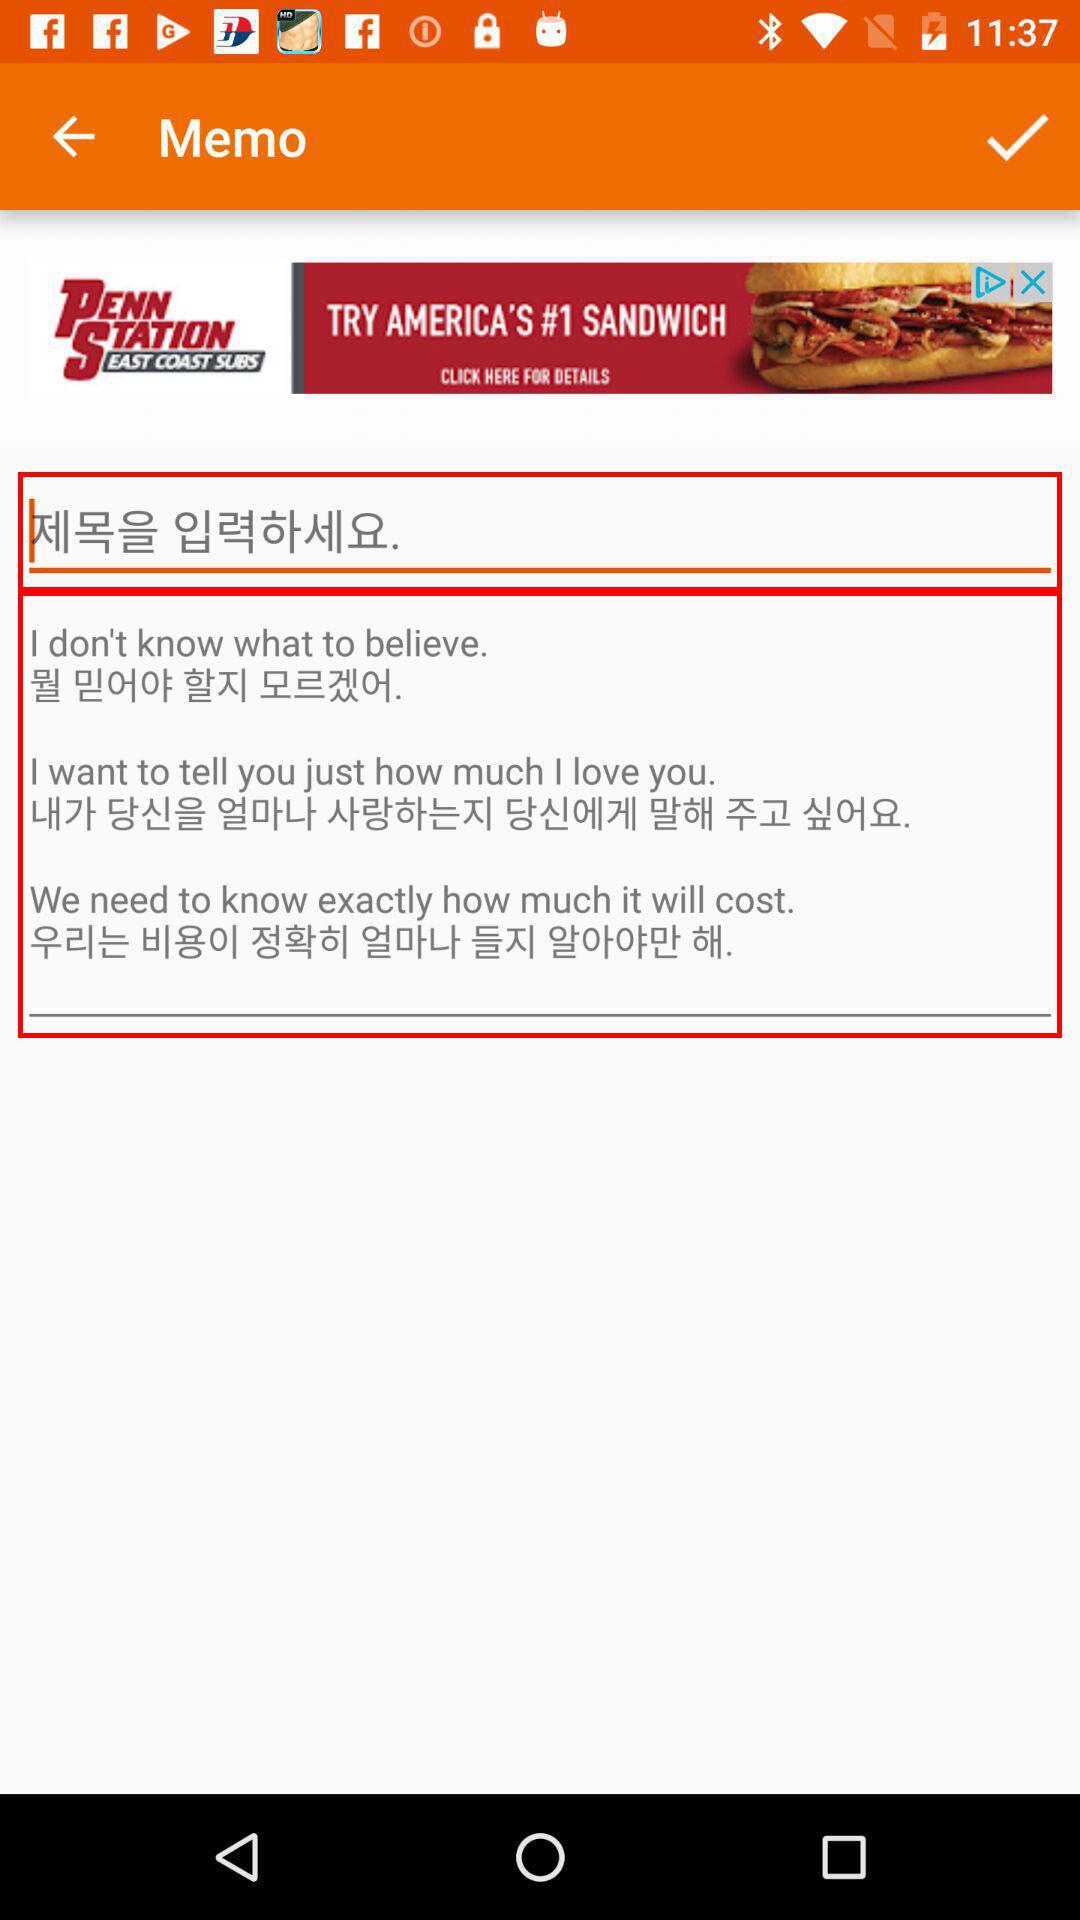 11:37
Memo
PENN STATION
EAST COAST SUBS
TRY AMERICA'S #1 SANDWICH
CLICK HERE FOR DETAILS
제목을 입력하세요.
I don't know what to believe.
뭘 믿어야 할지 모르겠어.
I want to tell you just how much I love you.
내가 당신을 얼마나 사랑하는지 당신에게 말해 주고 싶어요.
We need to know exactly how much it will cost.
우리는 비용이 정확히 얼마나 들지 알아야만 해.